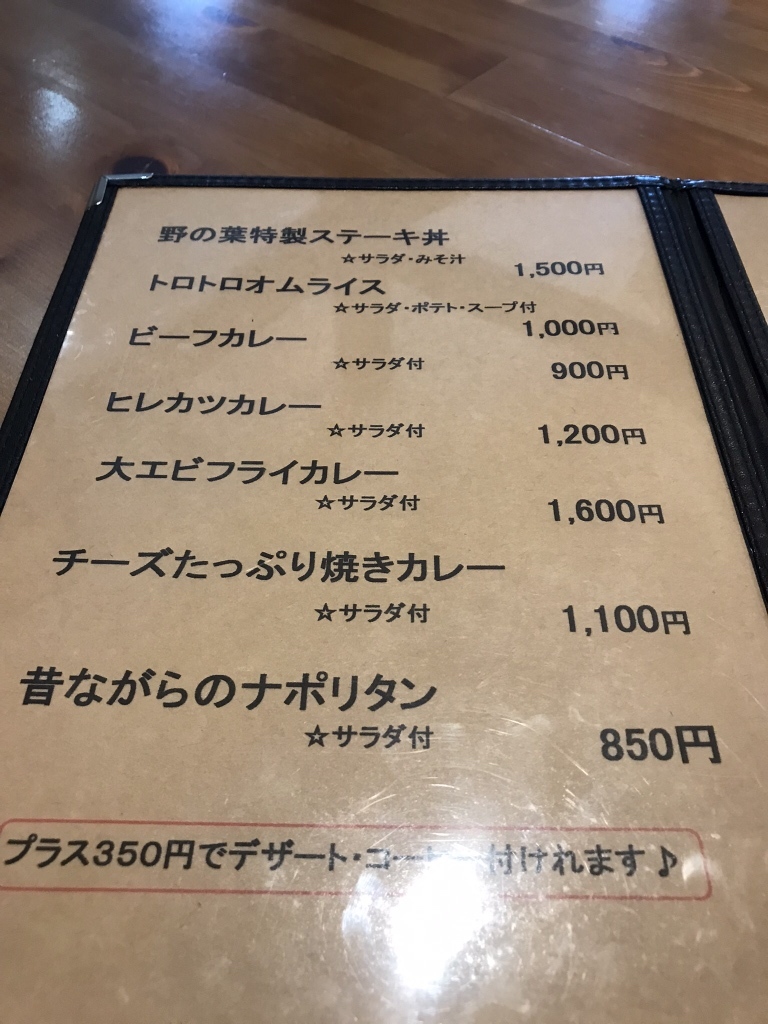 野の葉特製ステーキ丼
☆サラダ・みそ汁 1,500円
トロトロオムライス
☆サラダ・ポテト・スープ付 1,000円
ビーフカレー
☆サラダ付 900円
ヒレカツカレー
☆サラダ付 1,200円
大エビフライカレー
☆サラダ付 1,600円
チーズたっぷり焼きカレー
☆サラダ付 1,100円
昔ながらのナポリタン
☆サラダ付 850円
プラス350円でデザート・ 付けれます♪